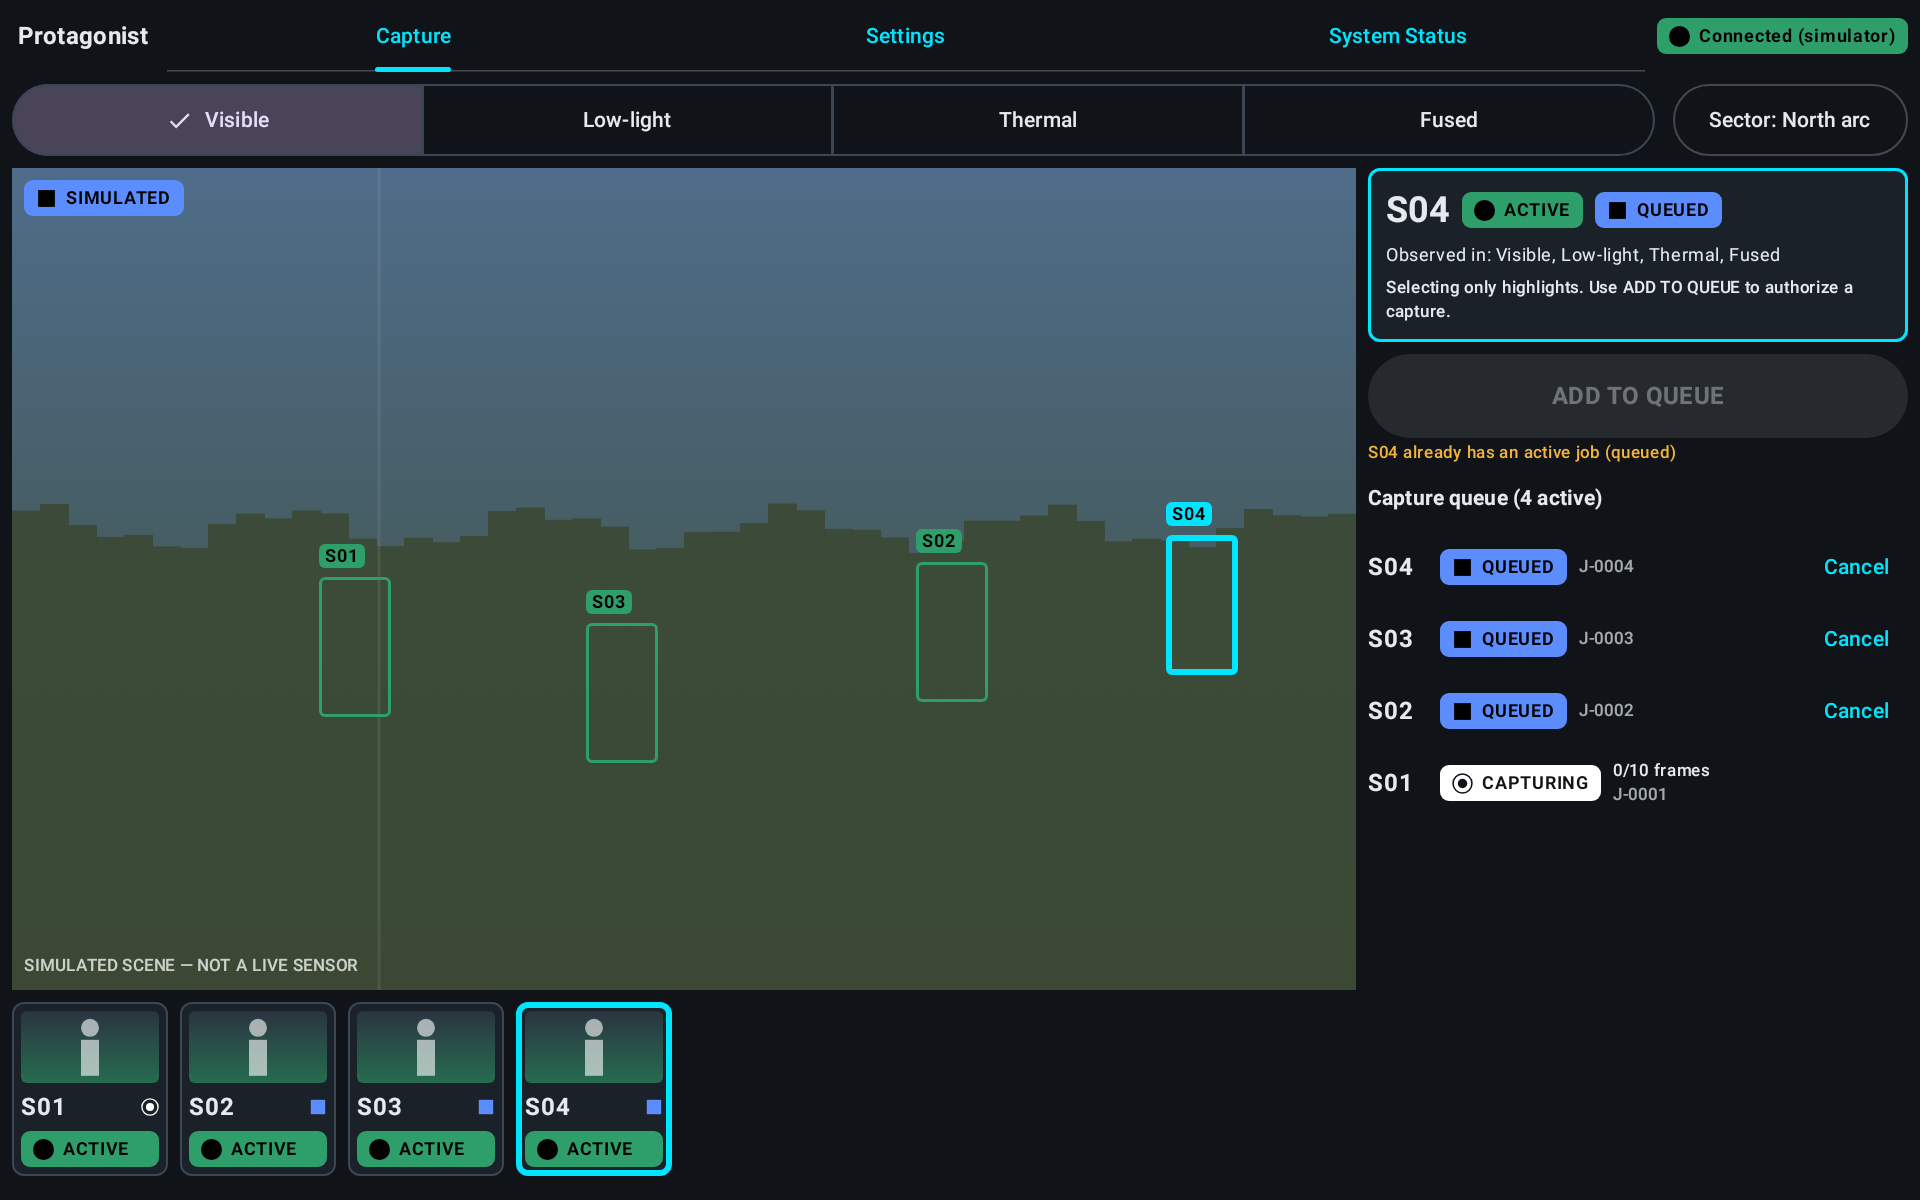 Protagonist
Capture
Settings
System Status
Connected (simulator)
Visible
Low-light
Thermal
Fused
Sector: North arc
SIMULATED
S01
S03
S02
S04
SIMULATED SCENE — NOT A LIVE SENSOR
S04
ACTIVE
QUEUED
Observed in: Visible, Low-light, Thermal, Fused
Selecting only highlights. Use ADD TO QUEUE to authorize a
capture.
ADD TO QUEUE
S04 already has an active job (queued)
Capture queue (4 active)
S04 QUEUED J-0004 Cancel
S03 QUEUED J-0003 Cancel
S02 QUEUED J-0002 Cancel
S01 CAPTURING 0/10 frames
J-0001
S01
ACTIVE
S02
ACTIVE
S03
ACTIVE
S04
ACTIVE